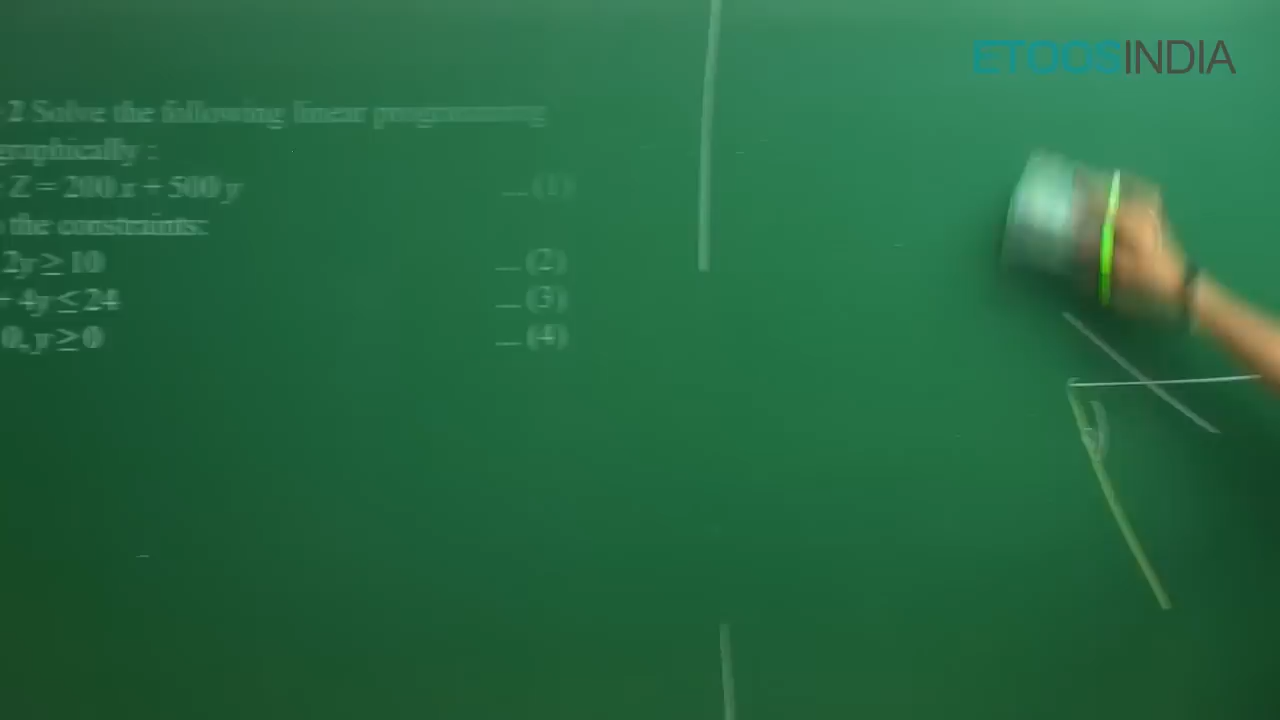 ETOOSINDIA
2 Solve the following linear programming
graphically :
Z = 200 x + 500 y ... (1)
the constraints:
2y ≥ 10 ... (2)
+ 4y ≤ 24 ... (3)
0, y ≥ 0 ... (4)